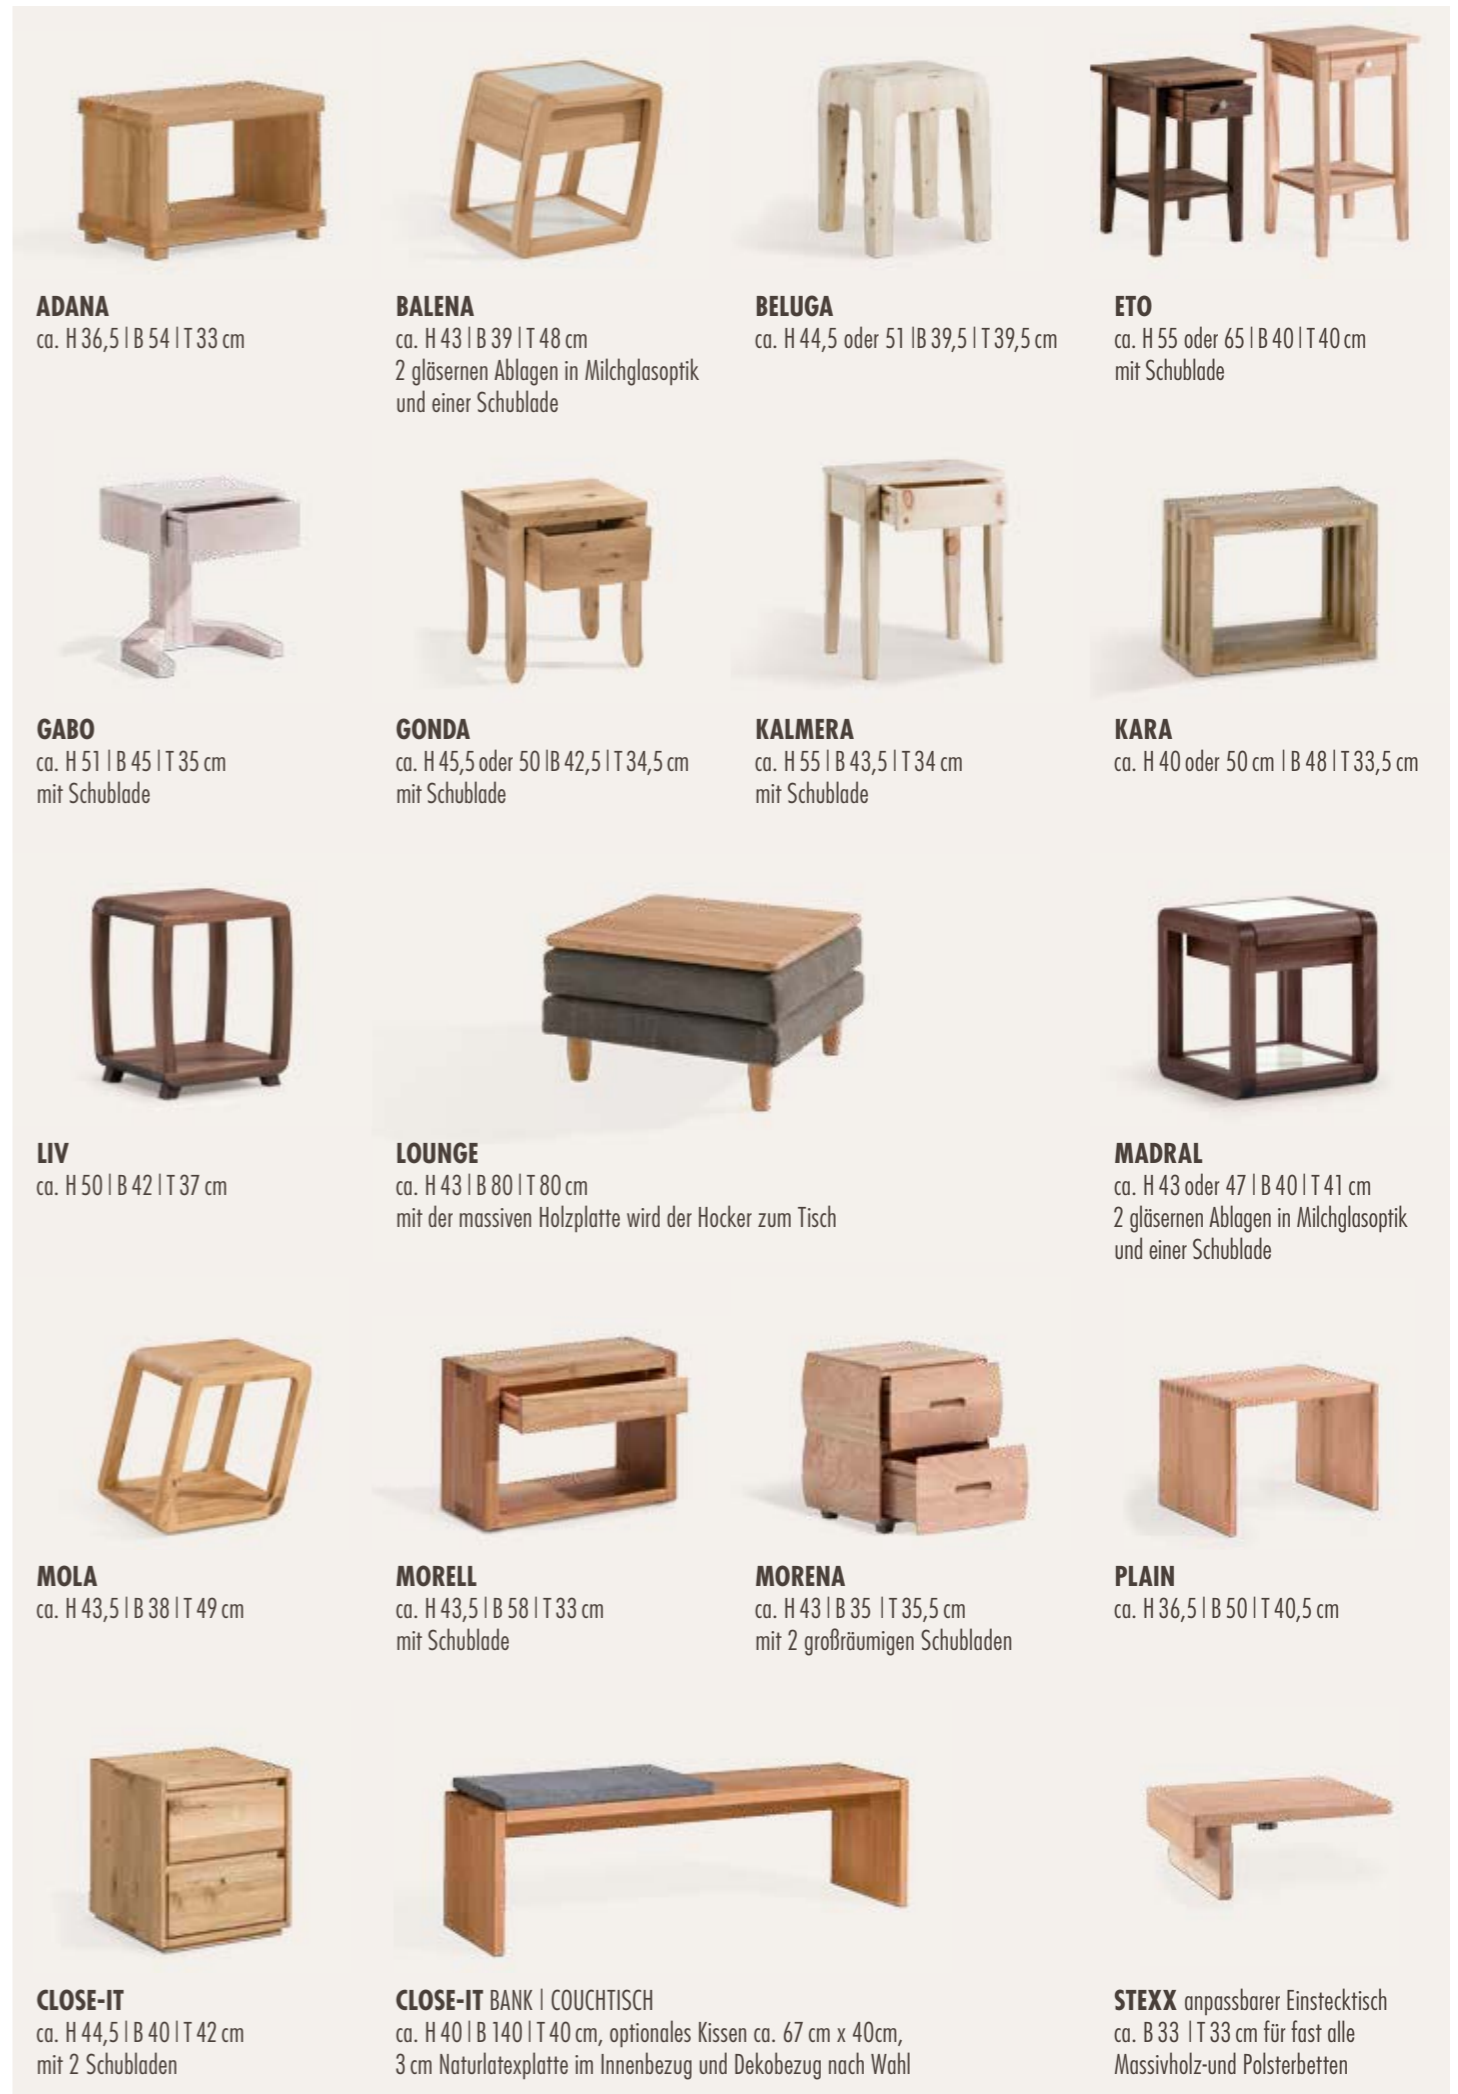 ADANA
ca. H 36,5 | B 54 | T 33 cm
BALENA
ca. H 43 | B 39 | T 48 cm
2 gläsernen Ablagen in Milchglasoptik
und einer Schublade
BELUGA
ca. H 44,5 oder 51 |B 39,5 | T 39,5 cm
ETO
ca. H 55 oder 65 | B 40 | T 40 cm
mit Schublade
GABO
ca. H 51 | B 45 | T 35 cm
mit Schublade
GONDA
ca. H 45,5 oder 50 |B 42,5 | T 34,5 cm
mit Schublade
KALMERA
ca. H 55 | B 43,5 | T 34 cm
mit Schublade
KARA
ca. H 40 oder 50 cm | B 48 | T 33,5 cm
LIV
ca. H 50 | B 42 | T 37 cm
LOUNGE
ca. H 43 | B 80 | T 80 cm
mit der massiven Holzplatte wird der Hocker zum Tisch
MADRAL
ca. H 43 oder 47 | B 40 | T 41 cm
2 gläsernen Ablagen in Milchglasoptik
und einer Schublade
MOLA
ca. H 43,5 | B 38 | T 49 cm
MORELL
ca. H 43,5 | B 58 | T 33 cm
mit Schublade
MORENA
ca. H 43 | B 35 | T 35,5 cm
mit 2 großräumigen Schubladen
PLAIN
ca. H 36,5 | B 50 | T 40,5 cm
CLOSE-IT
ca. H 44,5 | B 40 | T 42 cm
mit 2 Schubladen
CLOSE-IT BANK | COUCHTISCH
ca. H 40 | B 140 | T 40 cm, optionales Kissen ca. 67 cm x 40cm,
3 cm Naturlatexplatte im Innenbezug und Dekobezug nach Wahl
STEXX anpassbarer Einstecktisch
ca. B 33 | T 33 cm für fast alle
Massivholz-und Polsterbetten